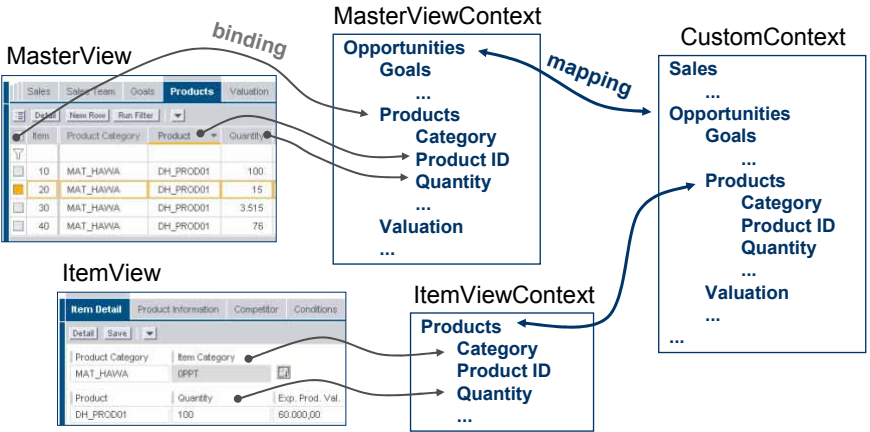 MasterViewContext
binding
CustomContext
MasterView
Opportunities
Goals
...
Products
Category
Product ID
Quantity
...
Valuation
...
mapping
Sales
...
Opportunities
Goals
...
Products
Category
Product ID
Quantity
...
Valuation
...
...
Sales Sales Team Goals Products Valuation
Detail New Row Run Filter
Item Product Category Product Quantity
10 MAT_HAWA DH_PROD01 100
20 MAT_HAWA DH_PROD01 15
30 MAT_HAWA DH_PROD01 3.515
40 MAT_HAWA DH_PROD01 76
ItemView
Item Detail Product Information Competitor Conditions
Detail Save
Product Category Item Category
MAT_HAWA 0PPT
Product Quantity Exp. Prod. Val.
DH_PROD01 100 60.000,00
ItemViewContext
Products
Category
Product ID
Quantity
...